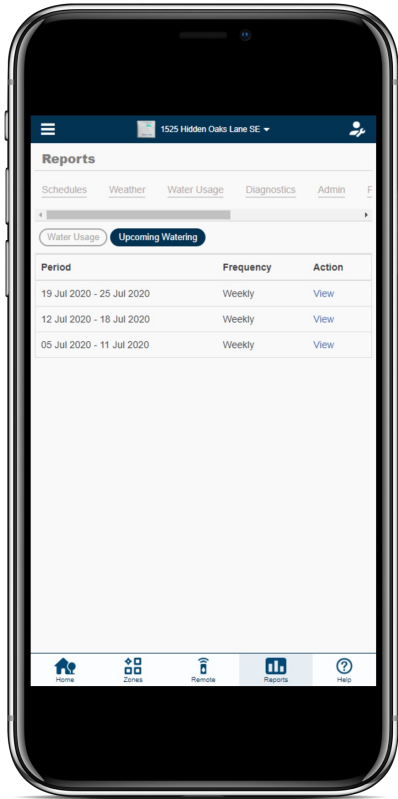 1525 Hidden Oaks Lane SE
Reports
Schedules Weather Water Usage Diagnostics Admin
Water Usage Upcoming Watering
Period Frequency Action
19 Jul 2020 - 25 Jul 2020 Weekly View
12 Jul 2020 - 18 Jul 2020 Weekly View
05 Jul 2020 - 11 Jul 2020 Weekly View
Home Zones Remote Reports Help